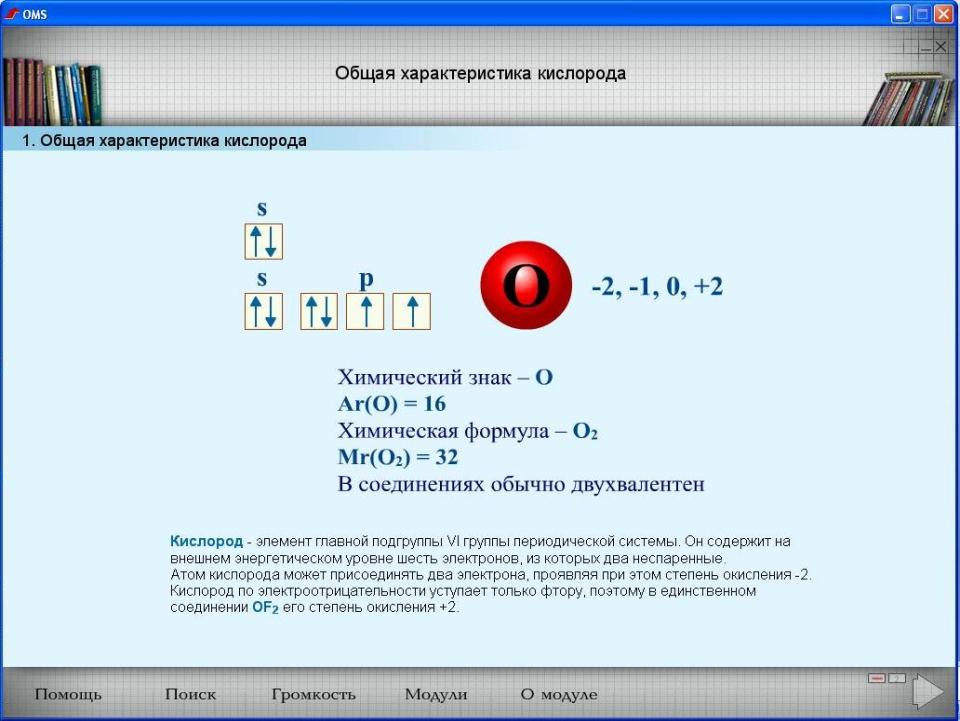 OMS
Общая характеристика кислорода
1. Общая характеристика кислорода
s
s p
O -2, -1, 0, +2
Химический знак – O
Ar(O) = 16
Химическая формула – O₂
Mr(O₂) = 32
В соединениях обычно двухвалентен
Кислород - элемент главной подгруппы VI группы периодической системы. Он содержит на
внешнем энергетическом уровне шесть электронов, из которых два неспаренные.
Атом кислорода может присоединять два электрона, проявляя при этом степень окисления -2.
Кислород по электроотрицательности уступает только фтору, поэтому в единственном
соединении OF₂ его степень окисления +2.
Помощь Поиск Громкость Модули О модуле